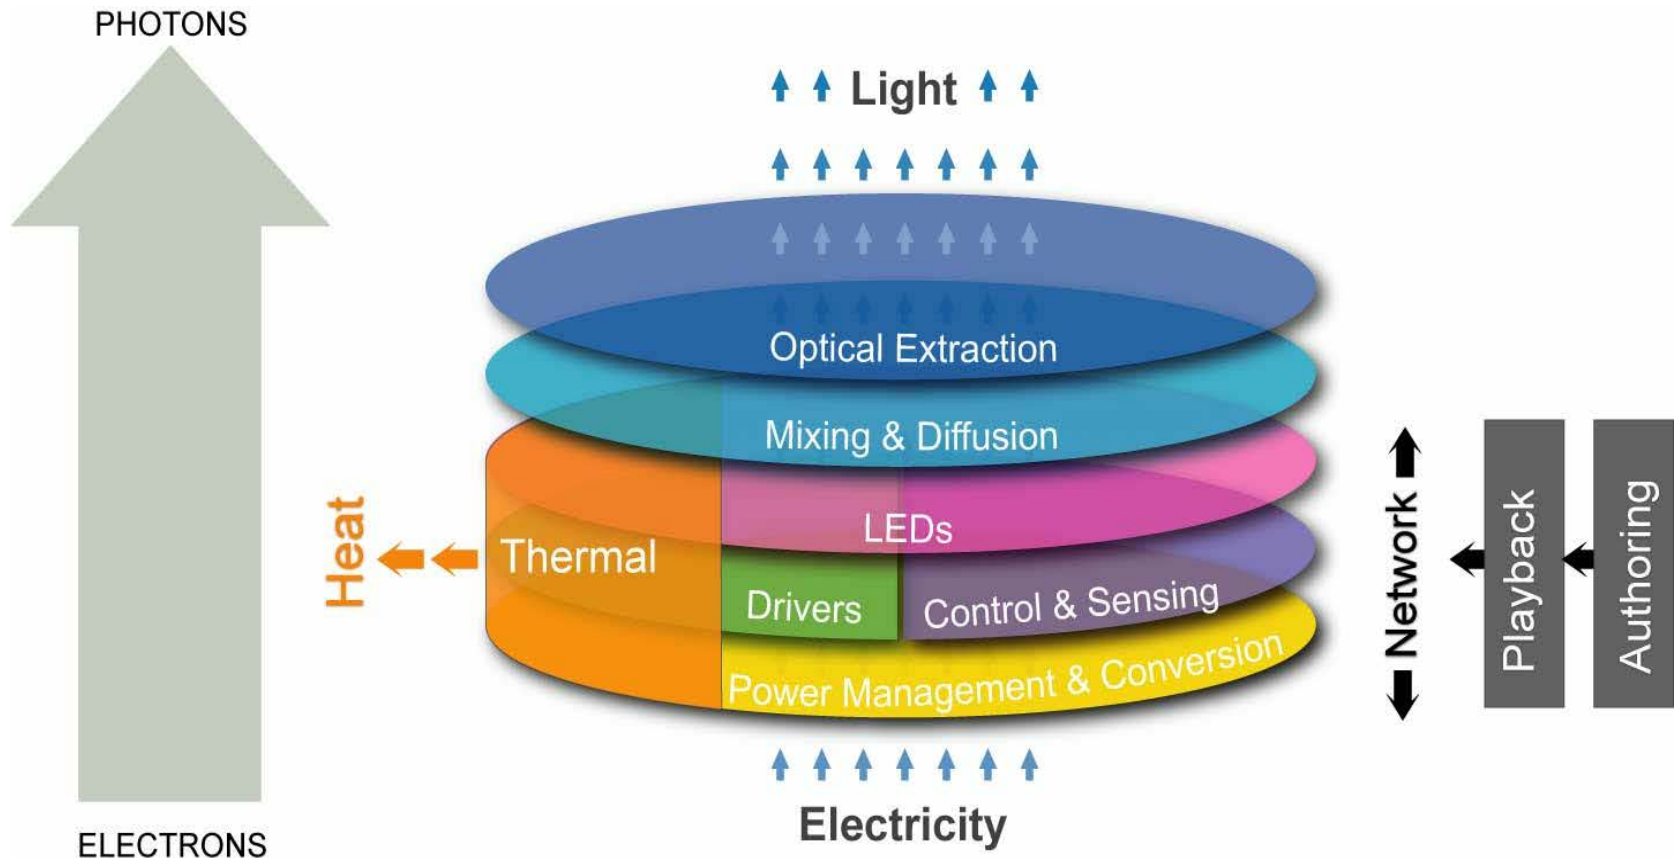 PHOTONS
Light
Optical Extraction
Mixing & Diffusion
LEDs
Thermal
Heat
Drivers
Control & Sensing
Power Management & Conversion
Electricity
ELECTRONS
Network
Playback
Authoring